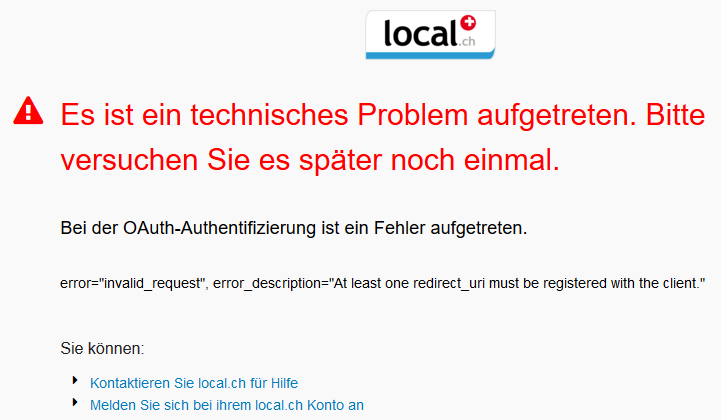 local.ch
Es ist ein technisches Problem aufgetreten. Bitte
versuchen Sie es später noch einmal.
Bei der OAuth-Authentifizierung ist ein Fehler aufgetreten.
error="invalid_request", error_description="At least one redirect_uri must be registered with the client."
Sie können:
Kontaktieren Sie local.ch für Hilfe
Melden Sie sich bei ihrem local.ch Konto an